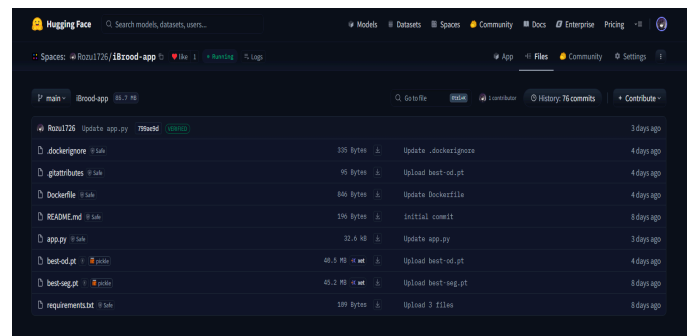 Hugging Face Search models, datasets, users... Models Datasets Spaces Community Docs Enterprise Pricing
Spaces: Rozu1726/iBrood-app like 1 Running Logs App Files Community Settings
main iBrood-app 85.7 MB Go to file Ctrl+K 1 contributor History: 76 commits + Contribute
Rozu1726 Update app.py 799ae9d VERIFIED 3 days ago
.dockerignore Safe 335 Bytes Update .dockerignore 4 days ago
.gitattributes Safe 95 Bytes Upload best-od.pt 4 days ago
Dockerfile Safe 846 Bytes Update Dockerfile 4 days ago
README.md Safe 196 Bytes initial commit 8 days ago
app.py Safe 32.6 kB Update app.py 3 days ago
best-od.pt pickle 40.5 MB xet Upload best-od.pt 4 days ago
best-seg.pt pickle 45.2 MB xet Upload best-seg.pt 8 days ago
requirements.txt Safe 189 Bytes Upload 3 files 8 days ago